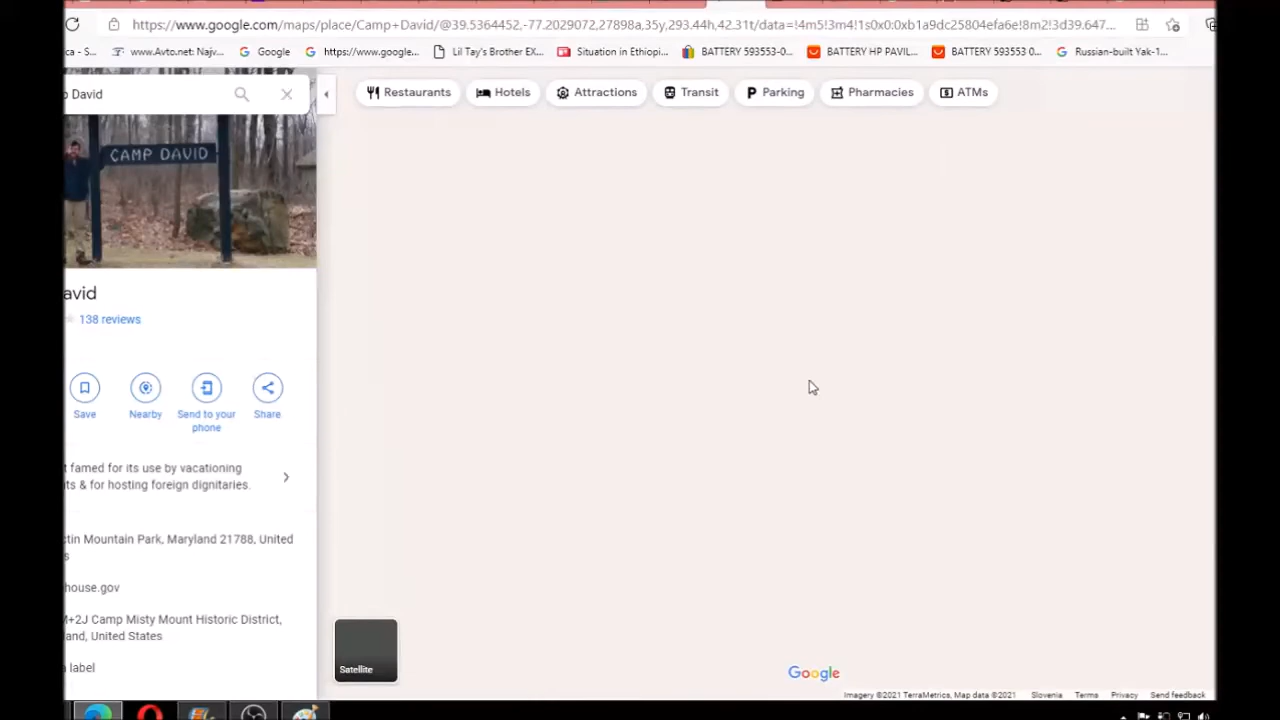 https://www.google.com/maps/place/Camp+David/@39.5364452,-77.2029072,27898a,35y,293.44h,42.31t/data=!4m5!3m4!1s0x0:0xb1a9dc25804efa6e!8m2!3d39.647...
ca - S... www.Avto.net: Najv... Google https://www.google... Lil Tay's Brother EX... Situation in Ethiopi... BATTERY 593553-0... BATTERY HP PAVIL... BATTERY 593553 0... Russian-built Yak-1...
David
Restaurants Hotels Attractions Transit Parking Pharmacies ATMs
CAMP DAVID
avid
138 reviews
Save Nearby Send to your phone Share
t famed for its use by vacationing
ts & for hosting foreign dignitaries.
ctin Mountain Park, Maryland 21788, United
s
house.gov
M+2J Camp Misty Mount Historic District,
land, United States
a label
Satellite
Google
Imagery ©2021 TerraMetrics, Map data ©2021 Slovenia Terms Privacy Send feedback